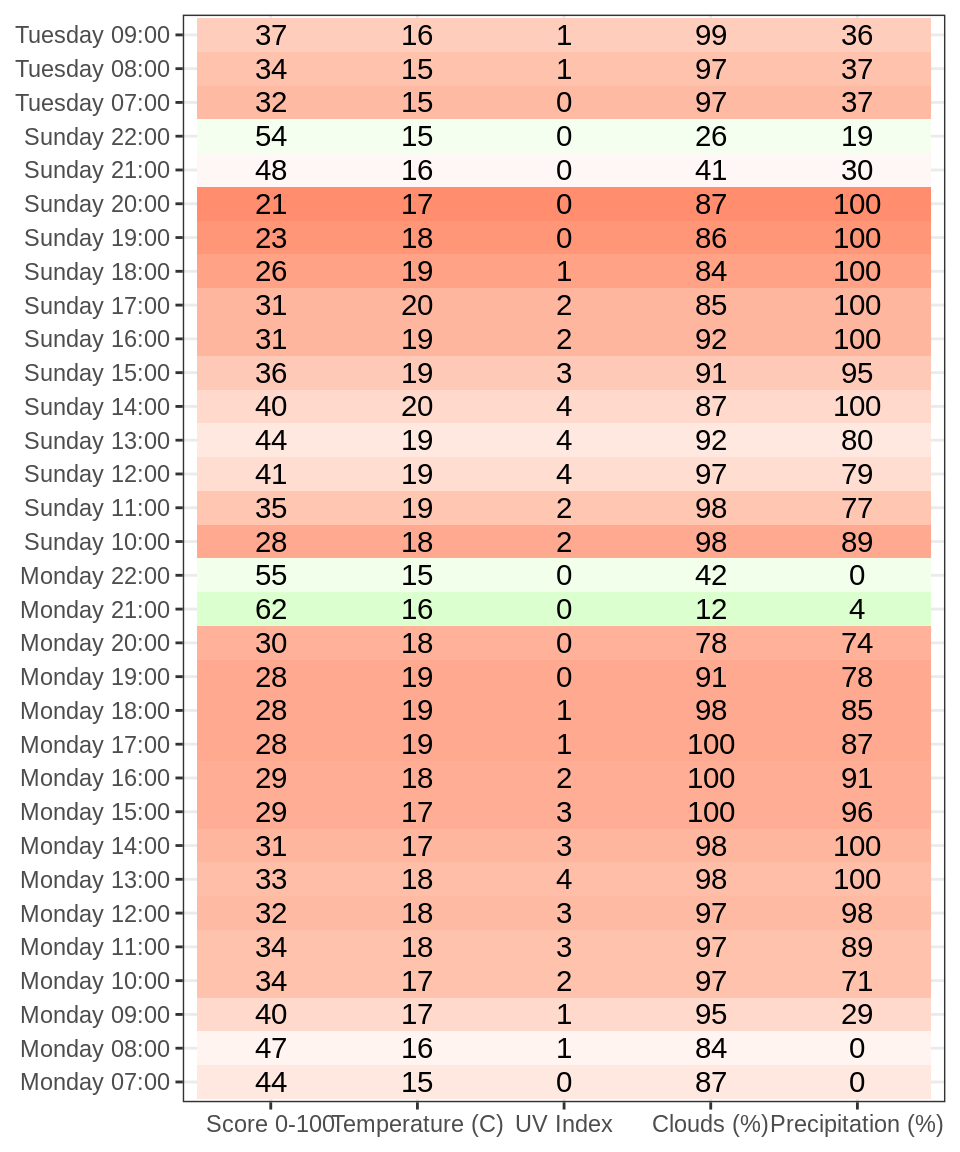 Tuesday 09:00 37 16 1 99 36
Tuesday 08:00 34 15 1 97 37
Tuesday 07:00 32 15 0 97 37
Sunday 22:00 54 15 0 26 19
Sunday 21:00 48 16 0 41 30
Sunday 20:00 21 17 0 87 100
Sunday 19:00 23 18 0 86 100
Sunday 18:00 26 19 1 84 100
Sunday 17:00 31 20 2 85 100
Sunday 16:00 31 19 2 92 100
Sunday 15:00 36 19 3 91 95
Sunday 14:00 40 20 4 87 100
Sunday 13:00 44 19 4 92 80
Sunday 12:00 41 19 4 97 79
Sunday 11:00 35 19 2 98 77
Sunday 10:00 28 18 2 98 89
Monday 22:00 55 15 0 42 0
Monday 21:00 62 16 0 12 4
Monday 20:00 30 18 0 78 74
Monday 19:00 28 19 0 91 78
Monday 18:00 28 19 1 98 85
Monday 17:00 28 19 1 100 87
Monday 16:00 29 18 2 100 91
Monday 15:00 29 17 3 100 96
Monday 14:00 31 17 3 98 100
Monday 13:00 33 18 4 98 100
Monday 12:00 32 18 3 97 98
Monday 11:00 34 18 3 97 89
Monday 10:00 34 17 2 97 71
Monday 09:00 40 17 1 95 29
Monday 08:00 47 16 1 84 0
Monday 07:00 44 15 0 87 0
Score 0-100 Temperature (C) UV Index Clouds (%) Precipitation (%)